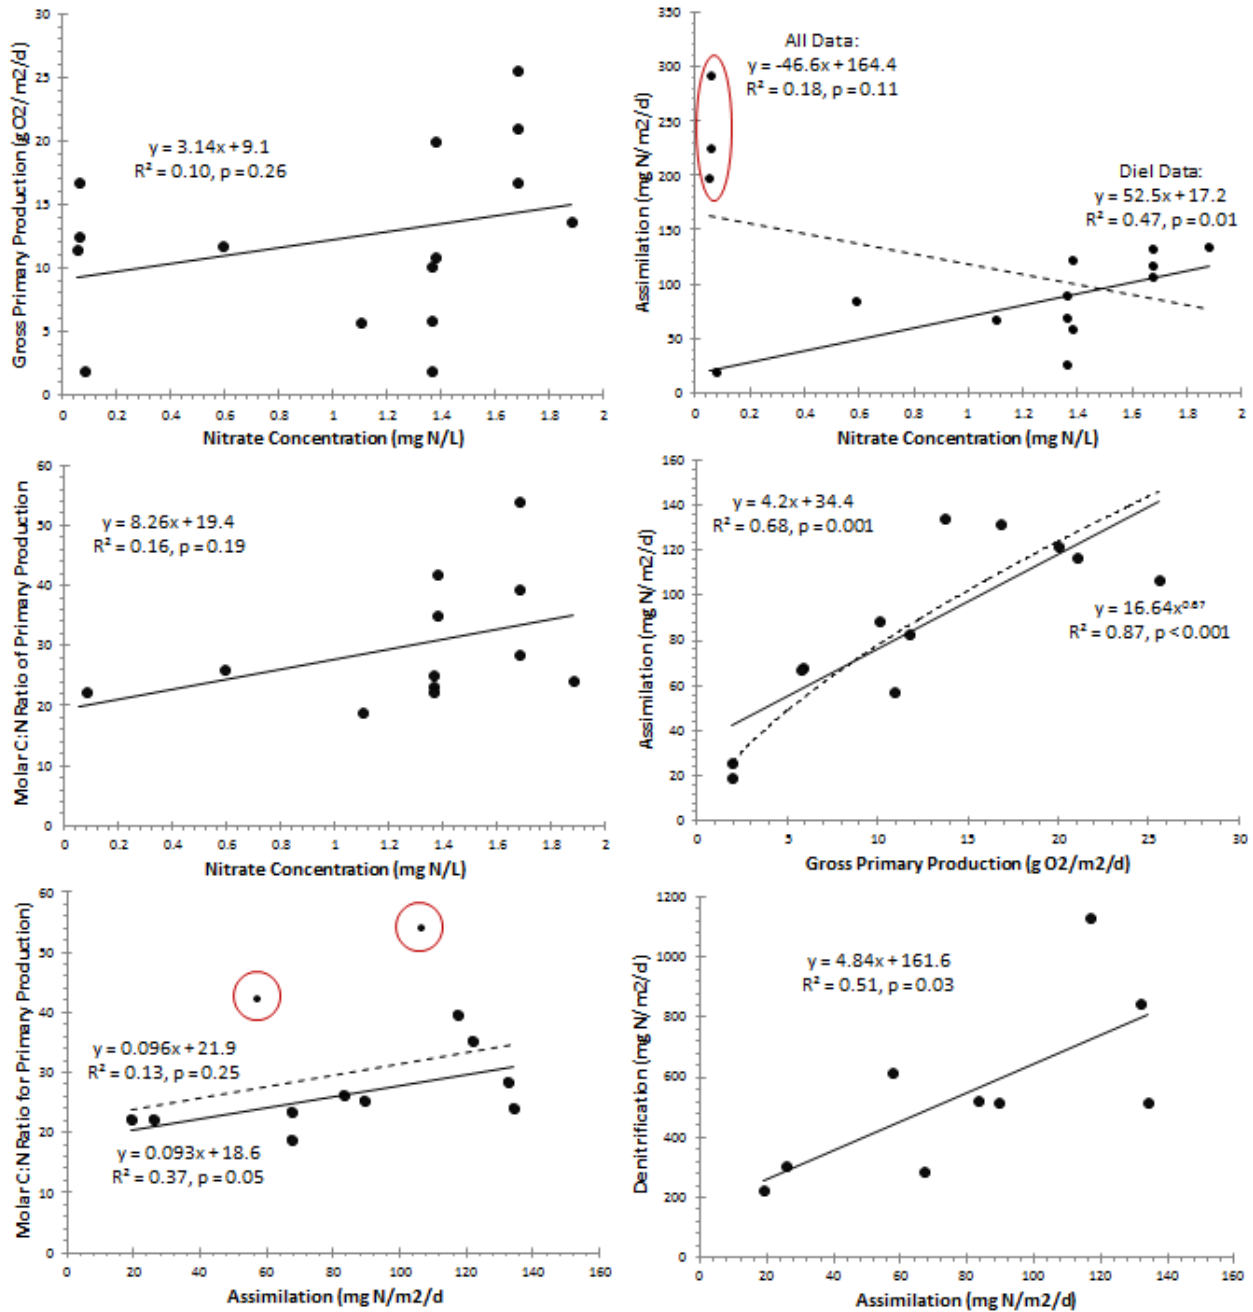 Gross Primary Production (g O2/m2/d)
30
25
20
15
10
5
0
y = 3.14x + 9.1
R² = 0.10, p = 0.26
0 0.2 0.4 0.6 0.8 1 1.2 1.4 1.6 1.8 2
Nitrate Concentration (mg N/L)
Assimilation (mg N/m2/d)
350
300
250
200
150
100
50
0
All Data:
y = -46.6x + 164.4
R² = 0.18, p = 0.11
Diel Data:
y = 52.5x + 17.2
R² = 0.47, p = 0.01
0 0.2 0.4 0.6 0.8 1 1.2 1.4 1.6 1.8 2
Nitrate Concentration (mg N/L)
Molar C:N Ratio of Primary Production
60
50
40
30
20
10
0
y = 8.26x + 19.4
R² = 0.16, p = 0.19
0 0.2 0.4 0.6 0.8 1 1.2 1.4 1.6 1.8 2
Nitrate Concentration (mg N/L)
Assimilation (mg N/m2/d)
160
140
120
100
80
60
40
20
0
y = 4.2x + 34.4
R² = 0.68, p = 0.001
y = 16.64x^0.67
R² = 0.87, p < 0.001
0 5 10 15 20 25 30
Gross Primary Production (g O2/m2/d)
Molar C:N Ratio for Primary Production)
60
50
40
30
20
10
0
y = 0.096x + 21.9
R² = 0.13, p = 0.25
y = 0.093x + 18.6
R² = 0.37, p = 0.05
0 20 40 60 80 100 120 140 160
Assimilation (mg N/m2/d
Denitrification (mg N/m2/d)
1200
1000
800
600
400
200
0
y = 4.84x + 161.6
R² = 0.51, p = 0.03
0 20 40 60 80 100 120 140 160
Assimilation (mg N/m2/d)